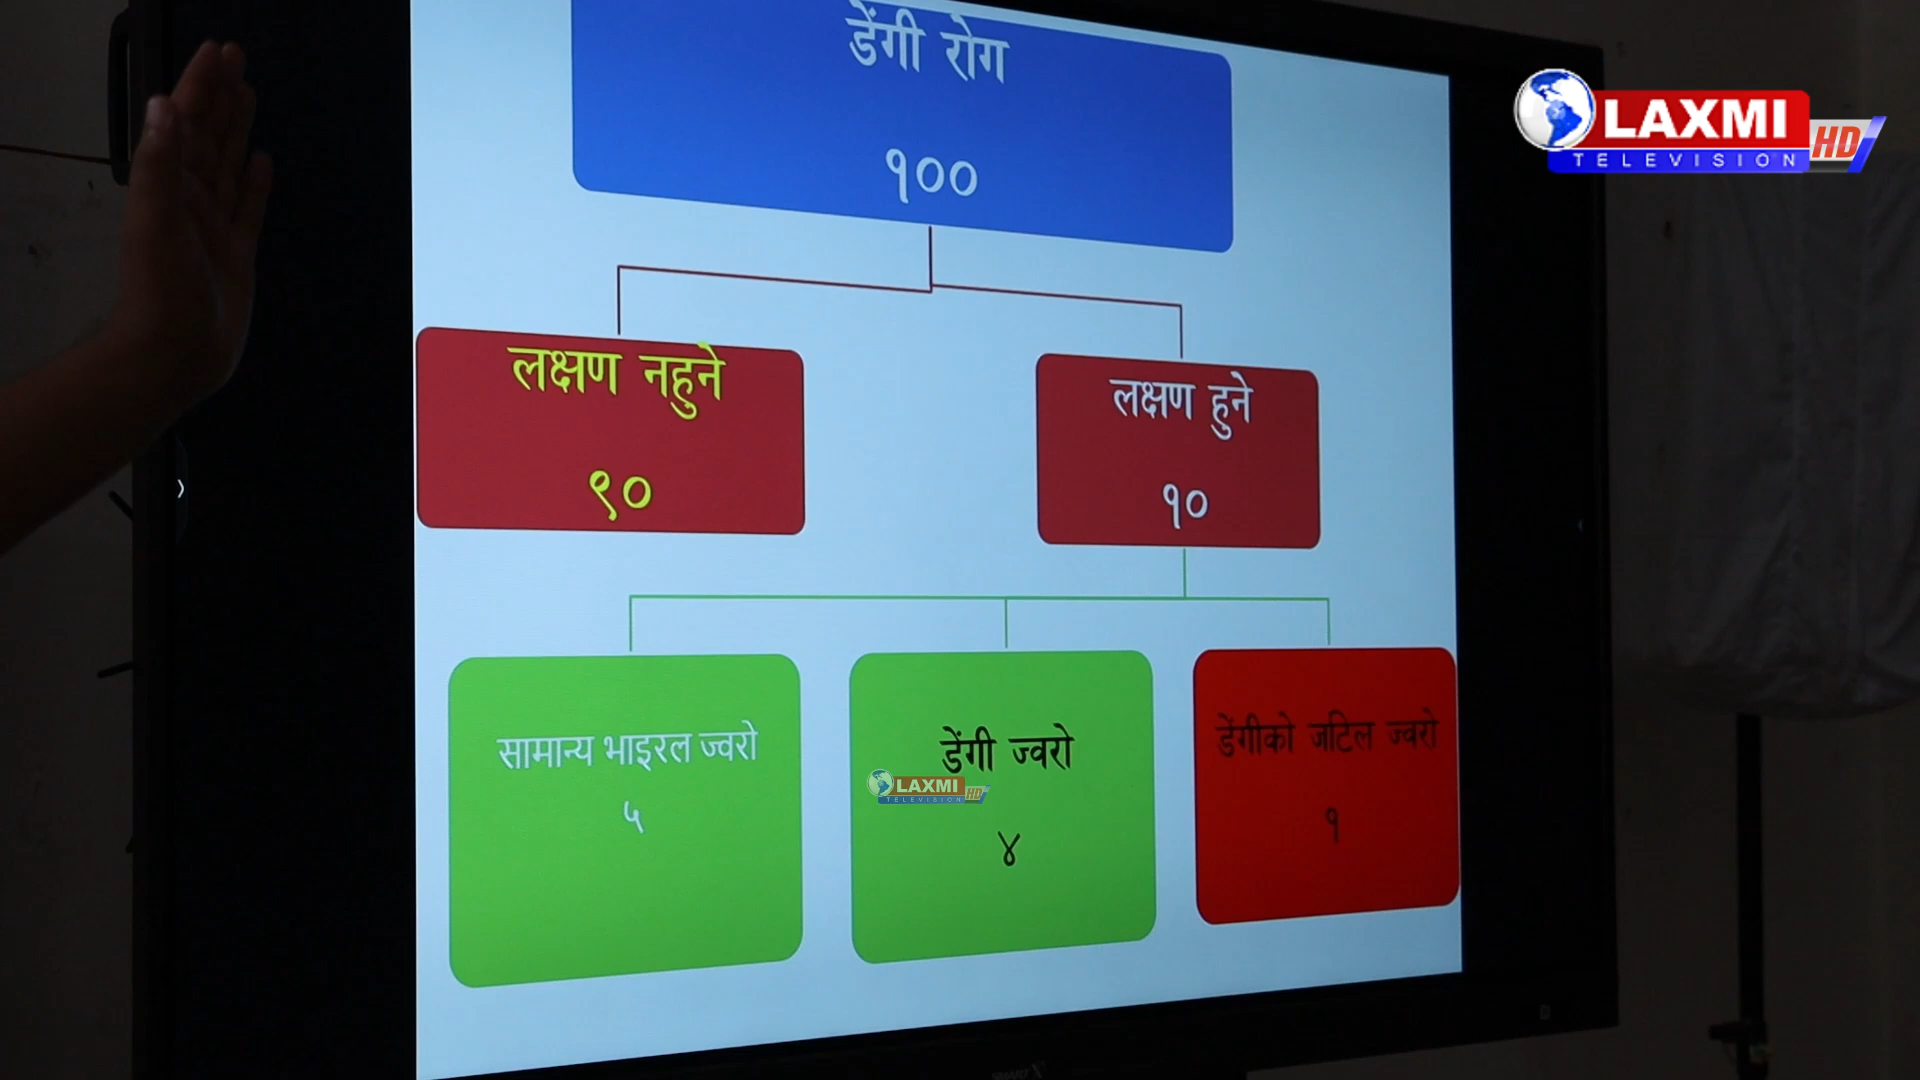 डेंगी रोग
१००
LAXMI HD
TELEVISION
लक्षण नहुने
९०
लक्षण हुने
१०
सामान्य भाइरल ज्वरो
५
डेंगी ज्वरो
४
डेंगीको जटिल ज्वरो
१
LAXMI HD
TELEVISION